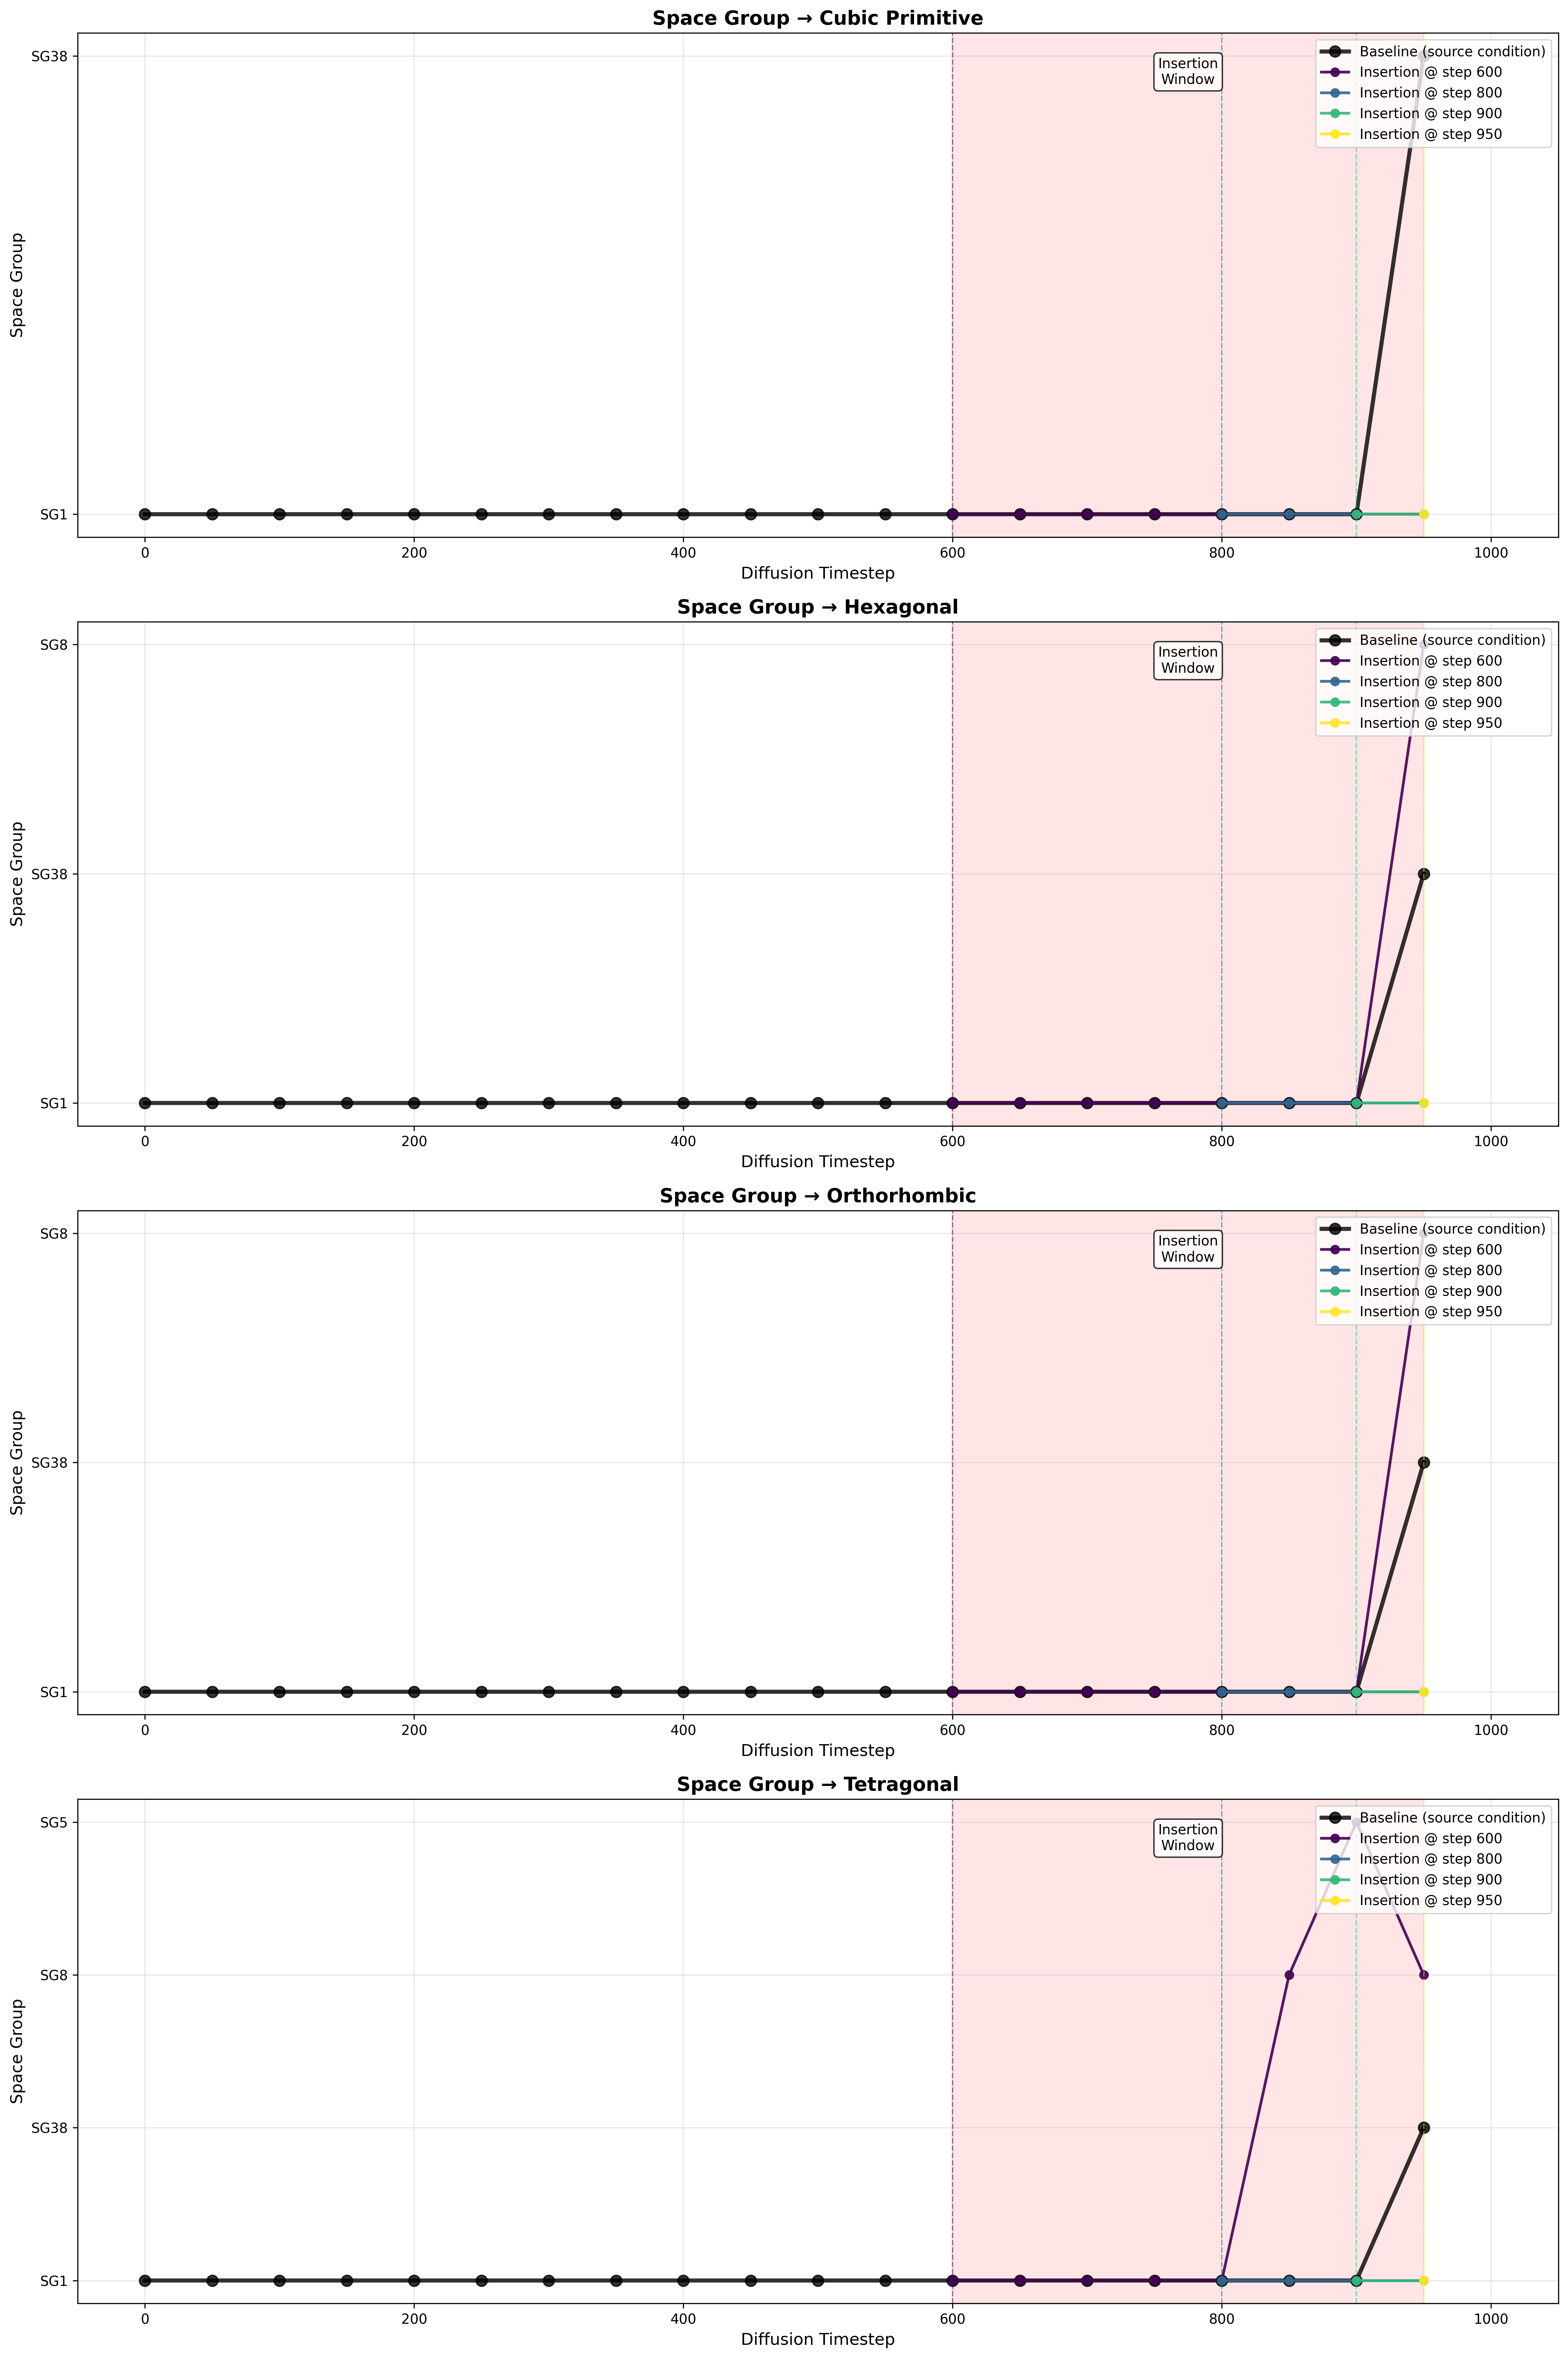 Space Group → Cubic Primitive
SG38
SG1
Space Group
Insertion
Window
Baseline (source condition)
Insertion @ step 600
Insertion @ step 800
Insertion @ step 900
Insertion @ step 950
0 200 400 600 800 1000
Diffusion Timestep
Space Group → Hexagonal
SG8
SG38
SG1
Space Group
Insertion
Window
Baseline (source condition)
Insertion @ step 600
Insertion @ step 800
Insertion @ step 900
Insertion @ step 950
0 200 400 600 800 1000
Diffusion Timestep
Space Group → Orthorhombic
SG8
SG38
SG1
Space Group
Insertion
Window
Baseline (source condition)
Insertion @ step 600
Insertion @ step 800
Insertion @ step 900
Insertion @ step 950
0 200 400 600 800 1000
Diffusion Timestep
Space Group → Tetragonal
SG5
SG8
SG38
SG1
Space Group
Insertion
Window
Baseline (source condition)
Insertion @ step 600
Insertion @ step 800
Insertion @ step 900
Insertion @ step 950
0 200 400 600 800 1000
Diffusion Timestep